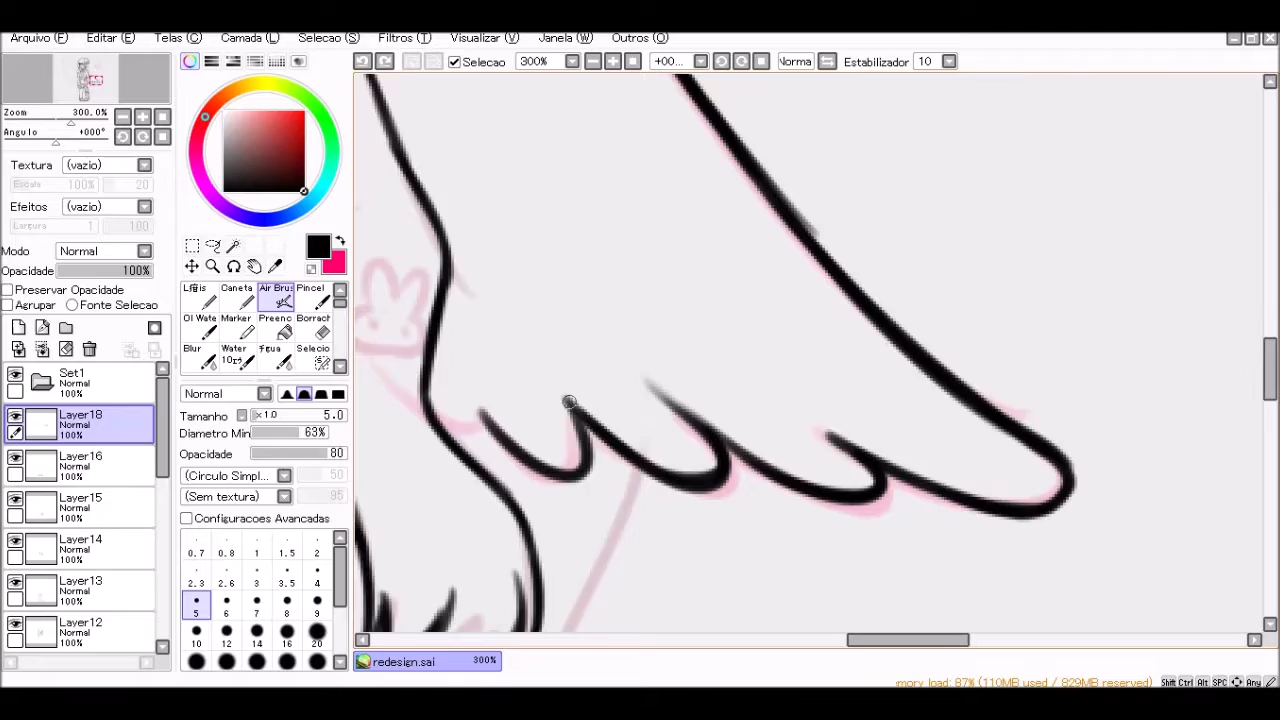 Arquivo (F) Editar (E) Telas (C) Camada (L) Selecao (S) Filtros (T) Visualizar (V) Janela (W) Outros (O)
Selecao 300% +00... Norma Estabilizador 10
Zoom 300.0%
Angulo +000°
Textura (vazio)
Escala 100% 20
Efeitos (vazio)
Largura 1 100
Modo Normal
Opacidade 100%
Preservar Opacidade
Agrupar Fonte Selecao
Set1
Normal
100%
Layer18
Normal
100%
Layer16
Normal
100%
Layer15
Normal
100%
Layer14
Normal
100%
Layer13
Normal
100%
Layer12
Normal
100%
Caneta Air Brus Pincel
Ol Wate Marker Preenc Borrach
Blur Water Selecio
Normal
Tamanho x 1.0 5.0
Diametro Min 63%
Opacidade 80
(Circulo Simpl... 50
(Sem textura) 95
Configuracoes Avancadas
0.7 0.8 1 1.5 2
2.3 2.6 3 3.5 4
5 6 7 8 9
10 12 14 16 20
redesign.sai 300%
mory load: 87% (110MB used / 829MB reserved) Shift Ctrl Alt SPC Any